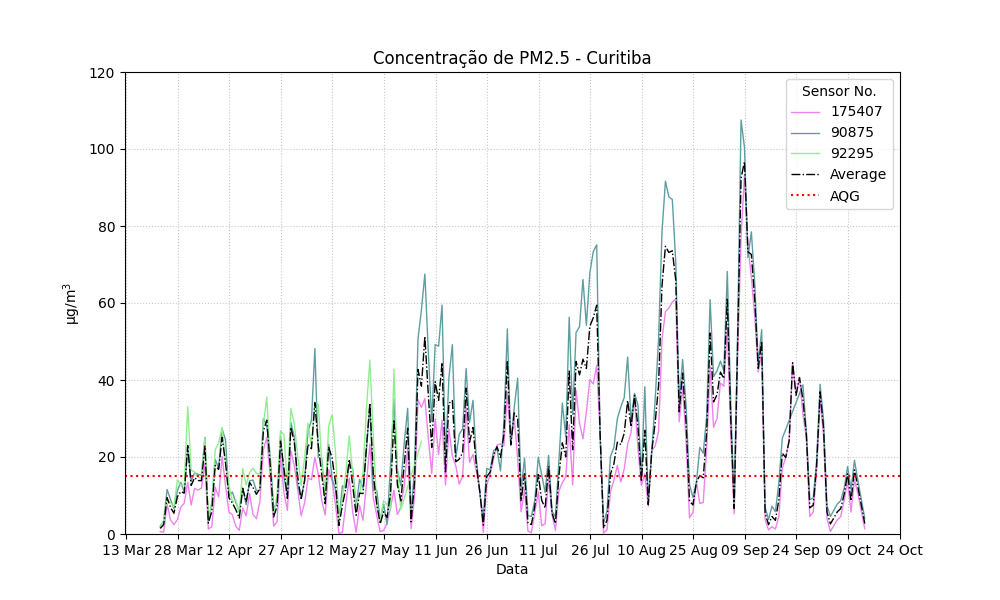 Concentração de PM2.5 - Curitiba
120
100
80
60
40
20
0
µg/m³
Sensor No.
175407
90875
92295
Average
AQG
13 Mar 28 Mar 12 Apr 27 Apr 12 May 27 May 11 Jun 26 Jun 11 Jul 26 Jul 10 Aug 25 Aug 09 Sep 24 Sep 09 Oct 24 Oct
Data